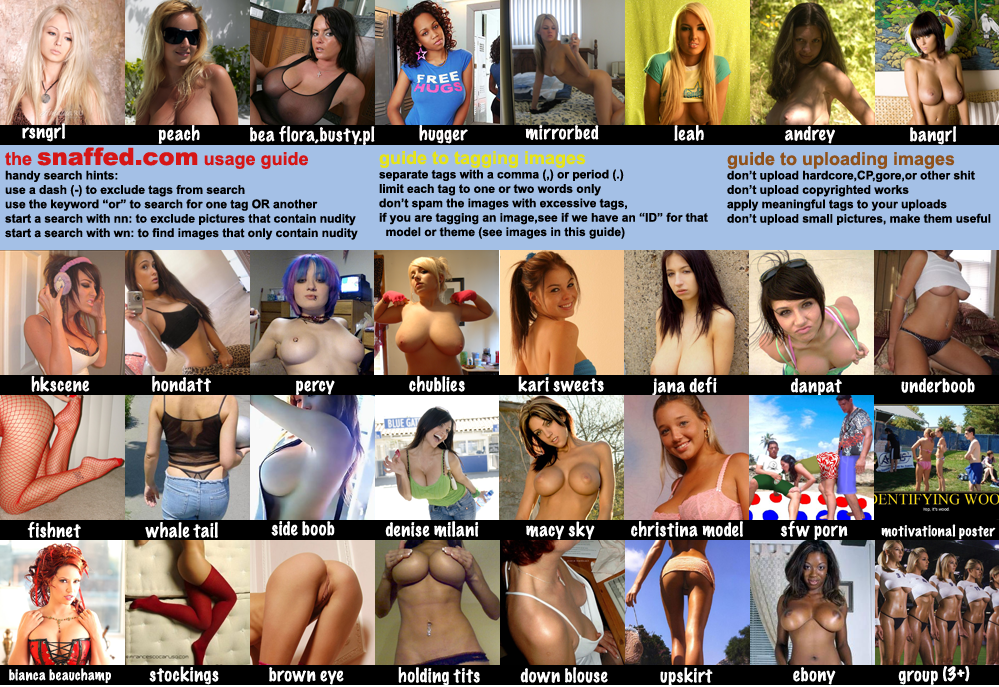 FREE
HUGS
rsngrl
peach
bea flora,busty.pl
hugger
mirrorbed
leah
andrey
bangrl
the snaffed.com usage guide
handy search hints:
use a dash (-) to exclude tags from search
use the keyword “or” to search for one tag OR another
start a search with nn: to exclude pictures that contain nudity
start a search with wn: to find images that only contain nudity
guide to tagging images
separate tags with a comma (,) or period (.)
limit each tag to one or two words only
don’t spam the images with excessive tags,
if you are tagging an image,see if we have an “ID” for that
model or theme (see images in this guide)
guide to uploading images
don’t upload hardcore,CP,gore,or other shit
don’t upload copyrighted works
apply meaningful tags to your uploads
don’t upload small pictures, make them useful
hkscene
hondatt
percy
chublies
kari sweets
jana defi
danpat
underboob
BLUE GA
DENTIFYING WOO
fishnet
whale tail
side boob
denise milani
macy sky
christina model
sfw porn
motivational poster
bianca beauchamp
stockings
brown eye
holding tits
down blouse
upskirt
ebony
group (3+)